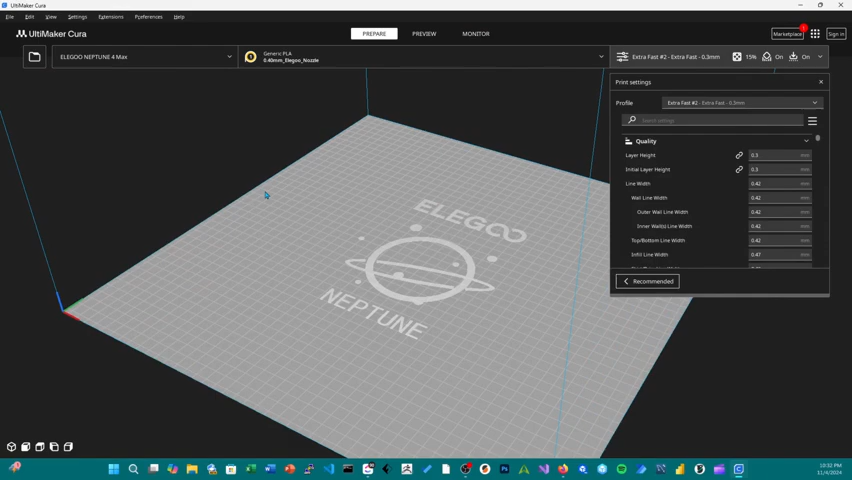 UltiMaker Cura
File Edit View Settings Extensions Preferences Help
UltiMaker Cura
PREPARE PREVIEW MONITOR
Marketplace
Sign in
ELEGOO NEPTUNE 4 Max
Generic PLA
0.40mm_Elegoo_Nozzle
Extra Fast #2 - Extra Fast - 0.3mm 15% On On
Print settings
Profile Extra Fast #2 - Extra Fast - 0.3mm
Search settings
Quality
Layer Height 0.3 mm
Initial Layer Height 0.3 mm
Line Width 0.42 mm
Wall Line Width 0.42 mm
Outer Wall Line Width 0.42 mm
Inner Wall(s) Line Width 0.42 mm
Top/Bottom Line Width 0.42 mm
Infill Line Width 0.47 mm
Recommended
ELEGOO
NEPTUNE
10:32 PM
11/4/2024